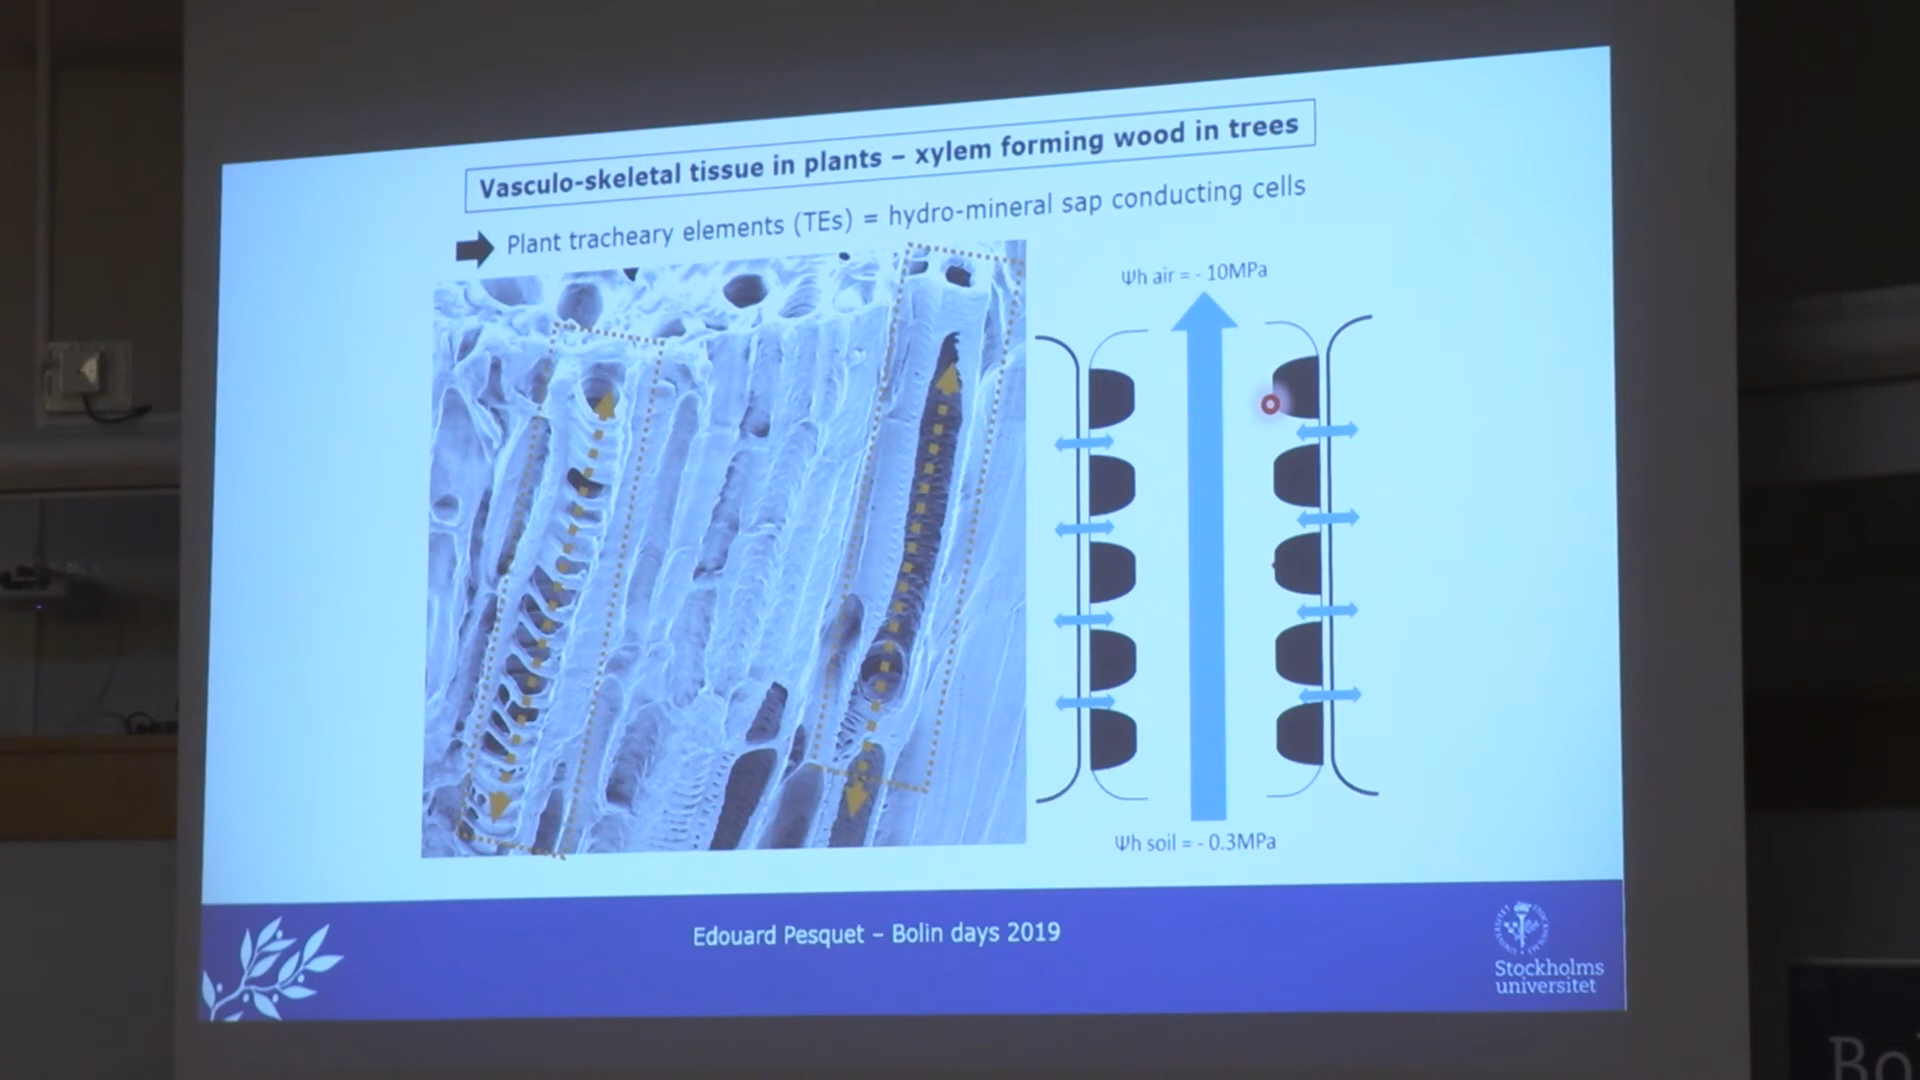 Vasculo-skeletal tissue in plants – xylem forming wood in trees
Plant tracheary elements (TEs) = hydro-mineral sap conducting cells
Ψh air = - 10MPa
Ψh soil = - 0.3MPa
Edouard Pesquet – Bolin days 2019
Stockholms
universitet